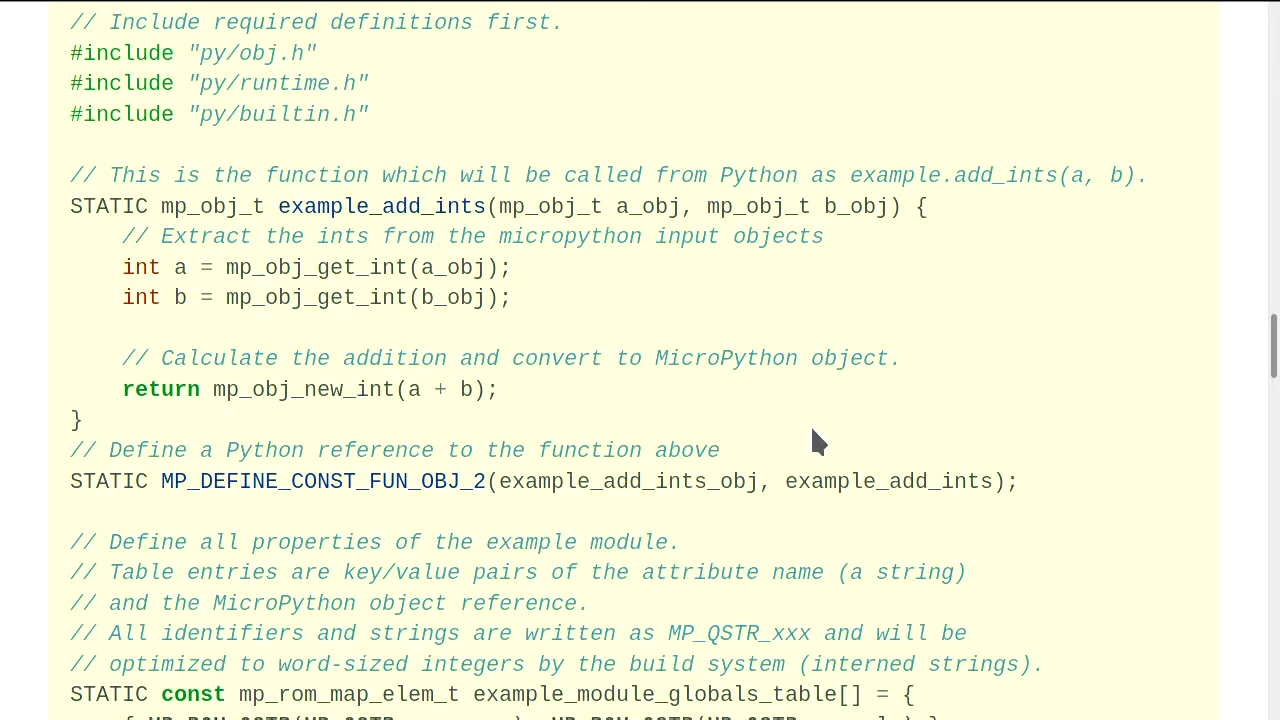 // Include required definitions first.
#include "py/obj.h"
#include "py/runtime.h"
#include "py/builtin.h"
// This is the function which will be called from Python as example.add_ints(a, b).
STATIC mp_obj_t example_add_ints(mp_obj_t a_obj, mp_obj_t b_obj) {
// Extract the ints from the micropython input objects
int a = mp_obj_get_int(a_obj);
int b = mp_obj_get_int(b_obj);
// Calculate the addition and convert to MicroPython object.
return mp_obj_new_int(a + b);
}
// Define a Python reference to the function above
STATIC MP_DEFINE_CONST_FUN_OBJ_2(example_add_ints_obj, example_add_ints);
// Define all properties of the example module.
// Table entries are key/value pairs of the attribute name (a string)
// and the MicroPython object reference.
// All identifiers and strings are written as MP_QSTR_xxx and will be
// optimized to word-sized integers by the build system (interned strings).
STATIC const mp_rom_map_elem_t example_module_globals_table[] = {